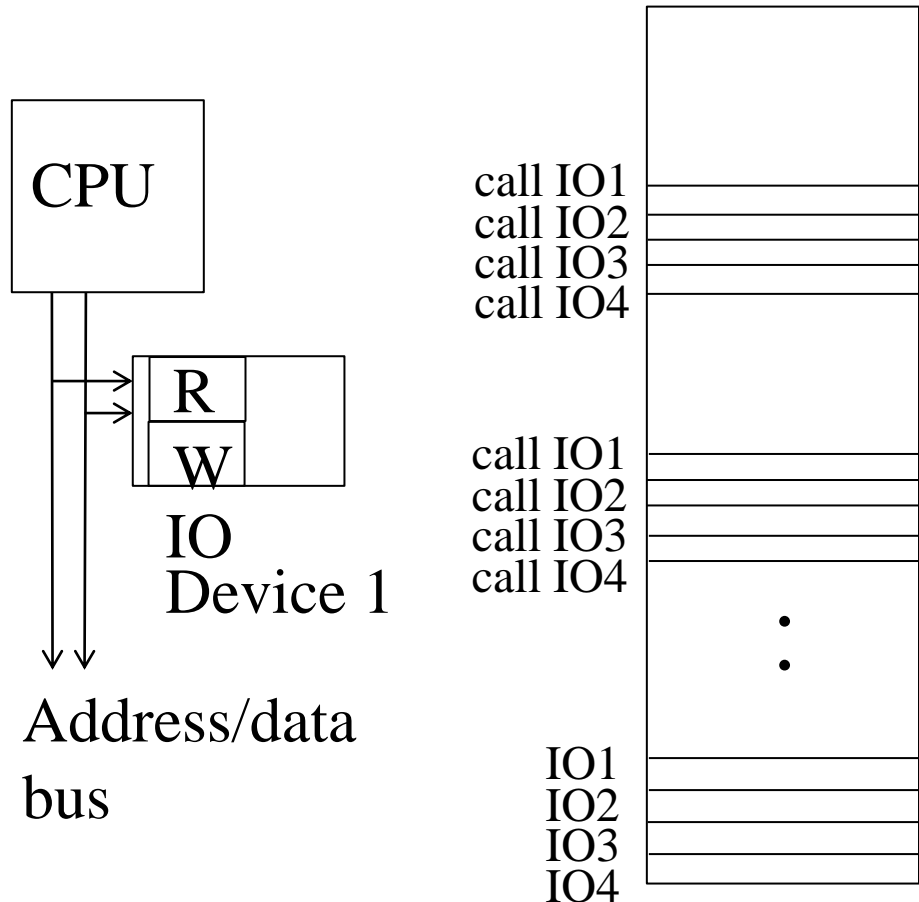 CPU
R
W
IO
Device 1
Address/data
bus
call IO1
call IO2
call IO3
call IO4
call IO1
call IO2
call IO3
call IO4
IO1
IO2
IO3
IO4